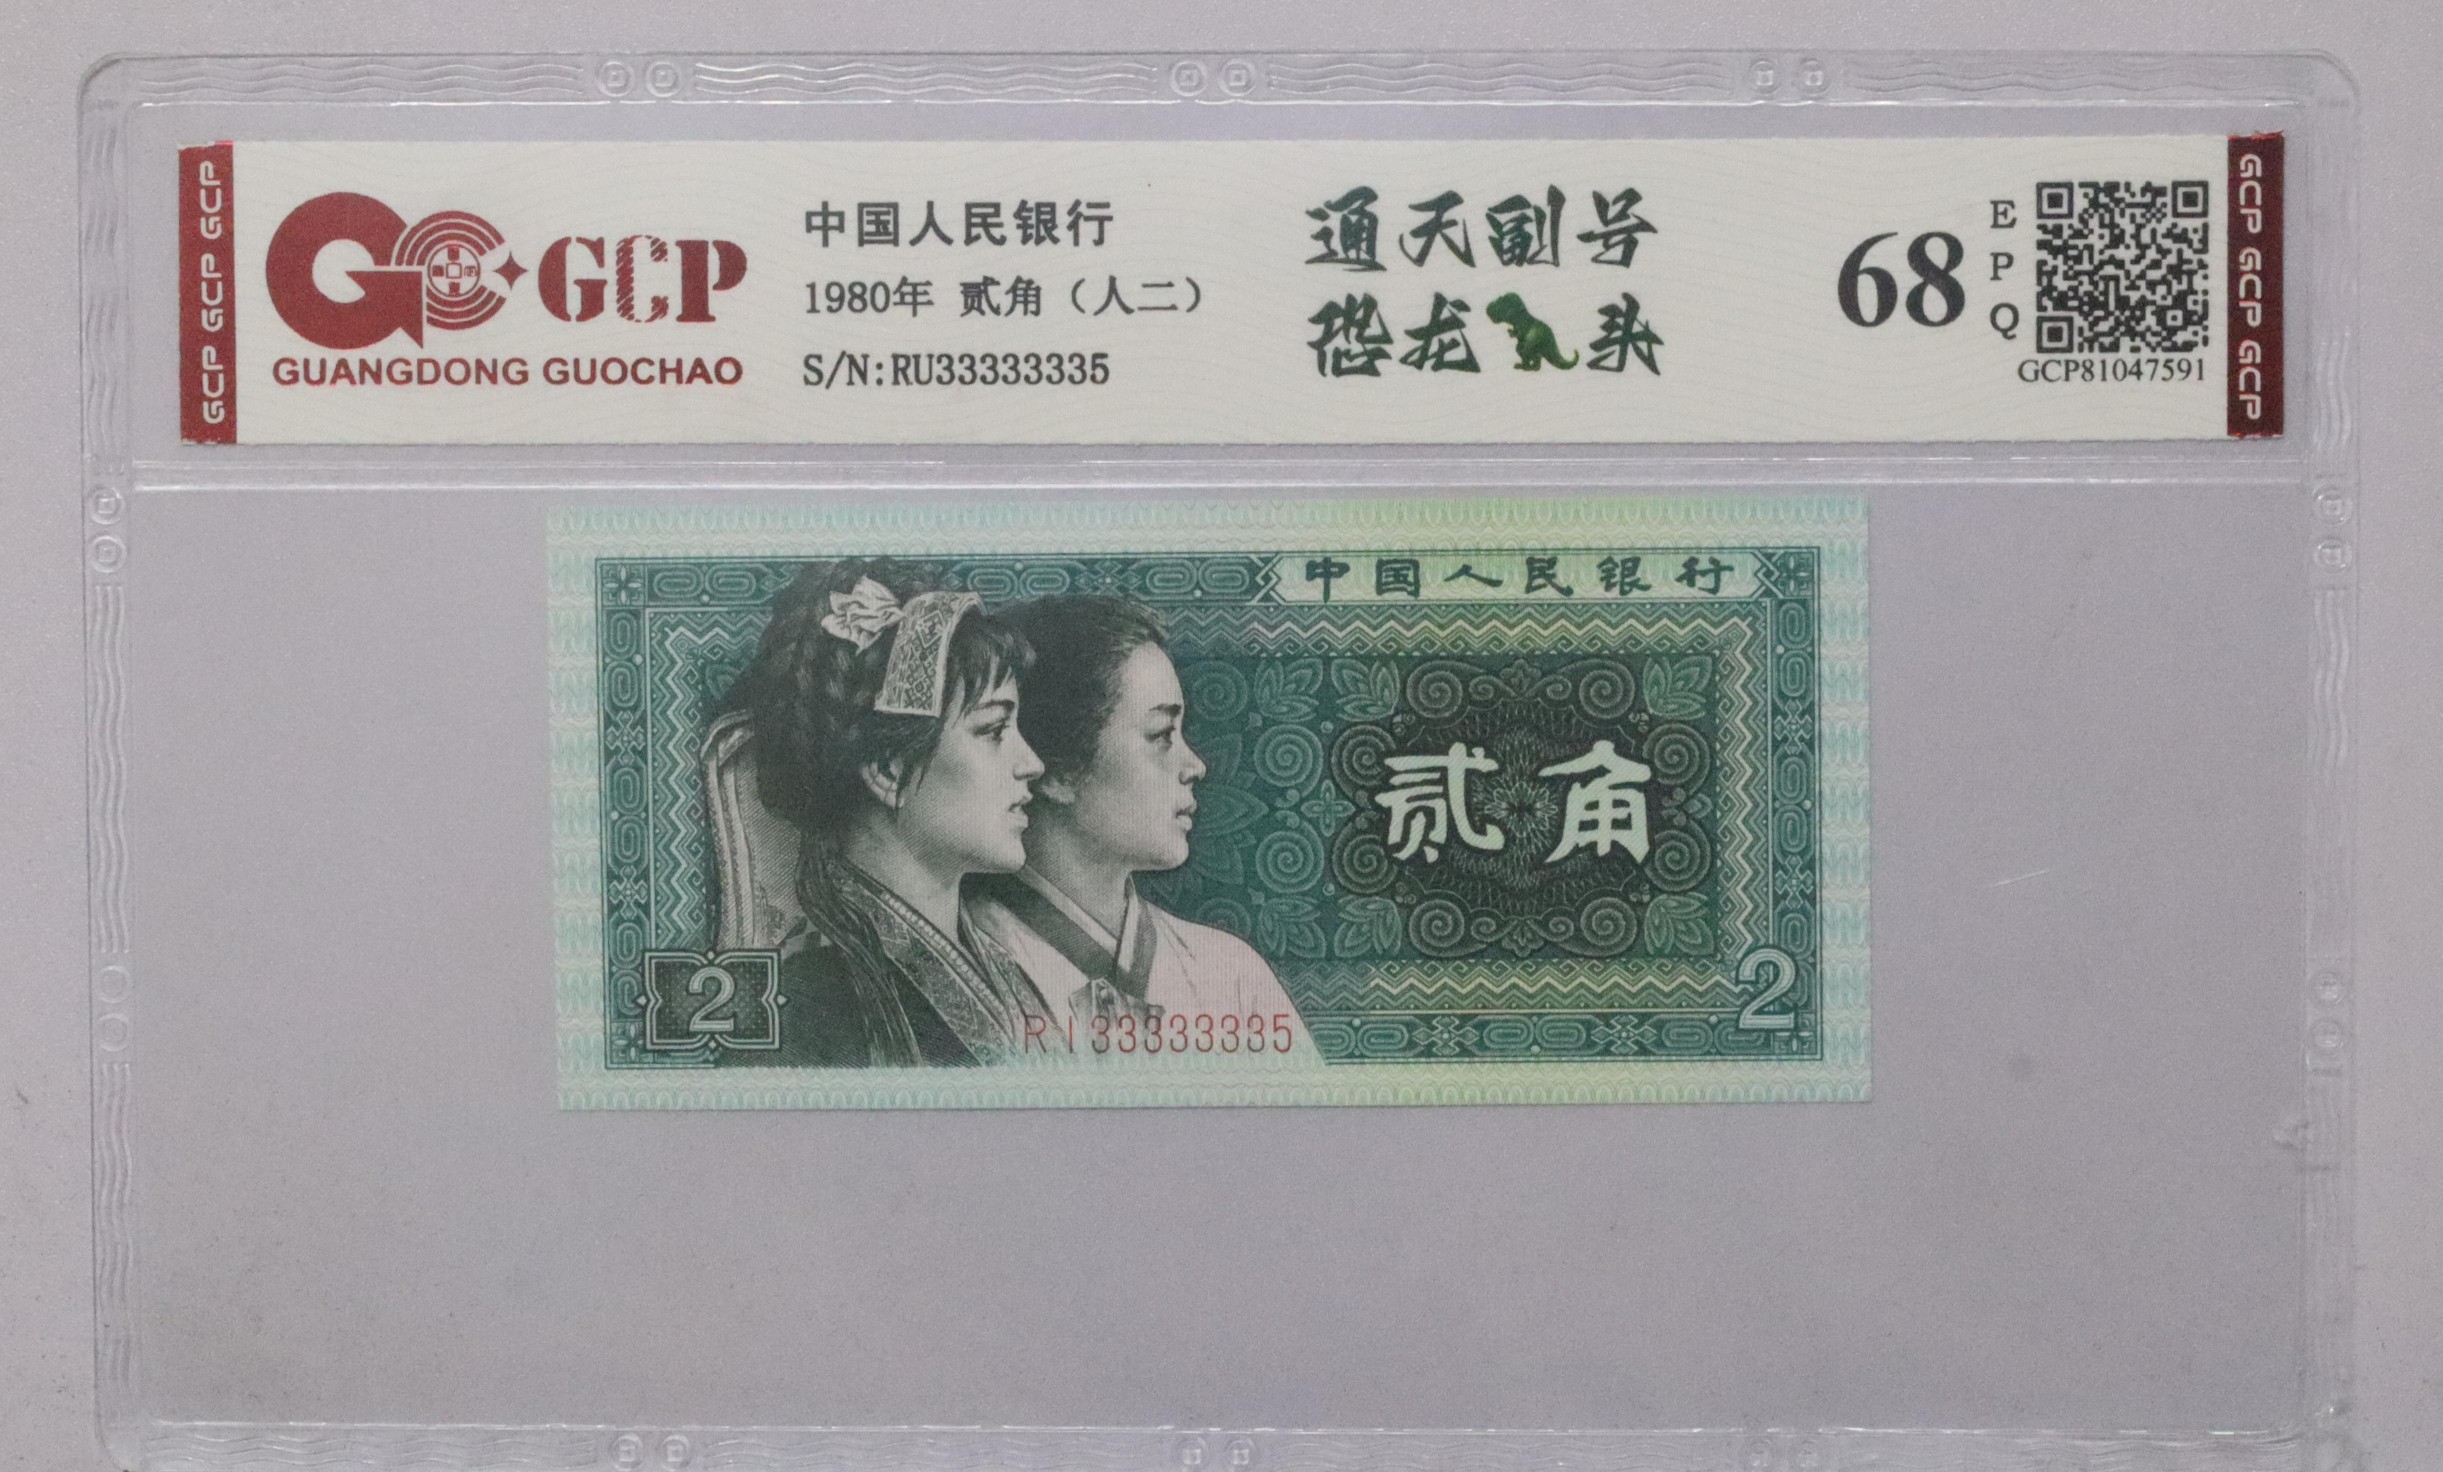 GCP GCP GCP
GCP
GUANGDONG GUOCHAO
中国人民银行
1980年 贰角（人二）
S/N:RU33333335
通天副号
恐龙头
68
EPQ
GCP81047591
GCP GCP GCP
中国人民银行
贰角
2
RI33333335
2